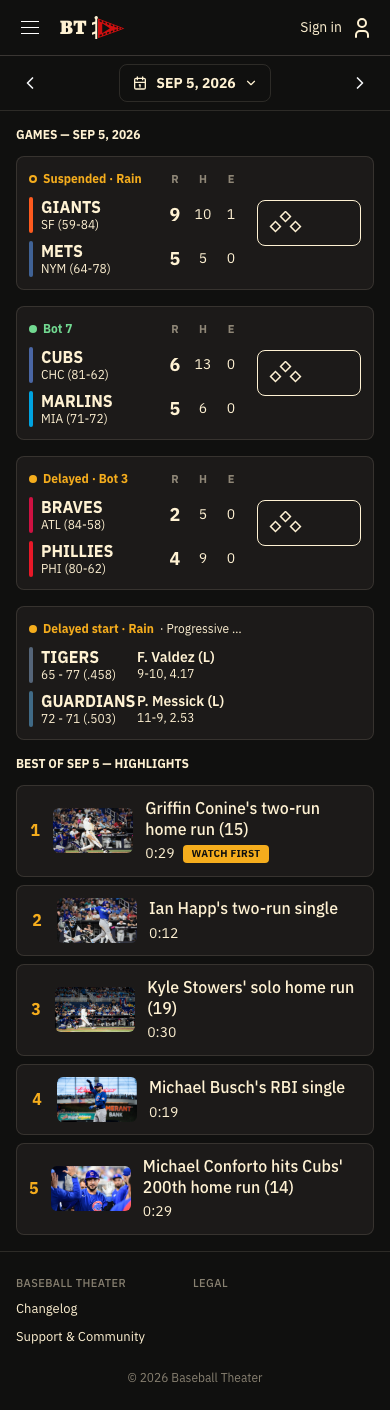 BT
Sign in
SEP 5, 2026
GAMES — SEP 5, 2026
Suspended · Rain R H E
GIANTS 9 10 1
SF (59-84)
METS 5 5 0
NYM (64-78)
Bot 7 R H E
CUBS 6 13 0
CHC (81-62)
MARLINS 5 6 0
MIA (71-72)
Delayed · Bot 3 R H E
BRAVES 2 5 0
ATL (84-58)
PHILLIES 4 9 0
PHI (80-62)
Delayed start · Rain · Progressive ...
TIGERS F. Valdez (L)
65 - 77 (.458) 9-10, 4.17
GUARDIANS P. Messick (L)
72 - 71 (.503) 11-9, 2.53
BEST OF SEP 5 — HIGHLIGHTS
1 Griffin Conine's two-run
home run (15)
0:29 WATCH FIRST
2 Ian Happ's two-run single
0:12
3 Kyle Stowers' solo home run
(19)
0:30
4 Michael Busch's RBI single
0:19
5 Michael Conforto hits Cubs'
200th home run (14)
0:29
BASEBALL THEATER LEGAL
Changelog
Support & Community
© 2026 Baseball Theater